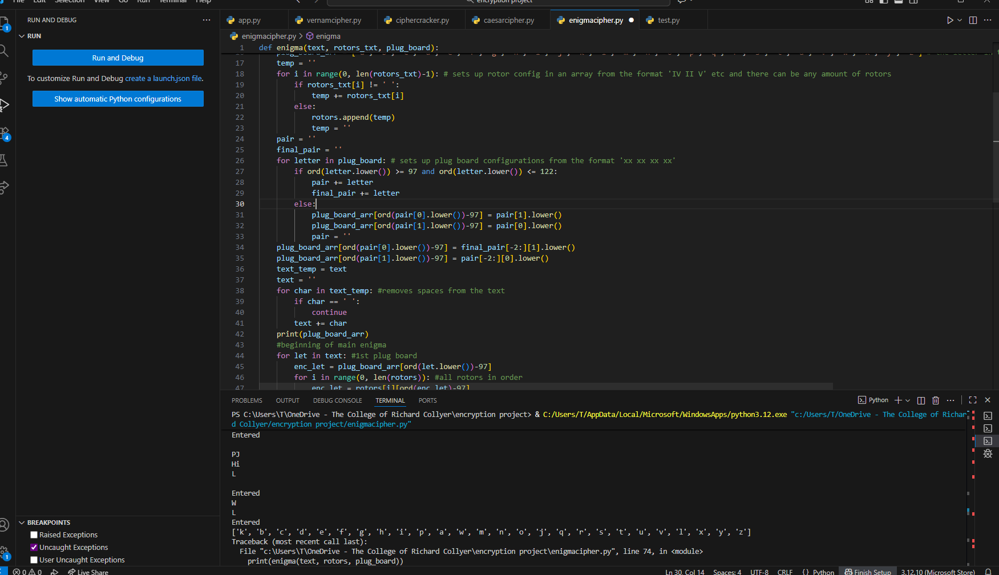 File Edit Selection View Go Run Terminal Help
encryption project
RUN AND DEBUG
RUN
Run and Debug
To customize Run and Debug create a launch.json file.
Show automatic Python configurations
BREAKPOINTS
Raised Exceptions
Uncaught Exceptions
User Uncaught Exceptions
1
4
1
app.py
vernamcipher.py
ciphercracker.py
caesarcipher.py
enigmacipher.py
test.py
enigmacipher.py > enigma
1 def enigma(text, rotors_txt, plug_board):
17 temp = ''
18 for i in range(0, len(rotors_txt)-1): # sets up rotor config in an array from the format 'IV II V' etc and there can be any amount of rotors
19 if rotors_txt[i] != ' ':
20 temp += rotors_txt[i]
21 else:
22 rotors.append(temp)
23 temp = ''
24 pair = ''
25 final_pair = ''
26 for letter in plug_board: # sets up plug board configurations from the format 'xx xx xx xx'
27 if ord(letter.lower()) >= 97 and ord(letter.lower()) <= 122:
28 pair += letter
29 final_pair += letter
30 else:
31 plug_board_arr[ord(pair[0].lower())-97] = pair[1].lower()
32 plug_board_arr[ord(pair[1].lower())-97] = pair[0].lower()
33 pair = ''
34 plug_board_arr[ord(pair[0].lower())-97] = final_pair[-2:][1].lower()
35 plug_board_arr[ord(pair[1].lower())-97] = pair[-2:][0].lower()
36 text_temp = text
37 text = ''
38 for char in text_temp: #removes spaces from the text
39 if char == ' ':
40 continue
41 text += char
42 print(plug_board_arr)
43 #beginning of main enigma
44 for let in text: #1st plug board
45 enc_let = plug_board_arr[ord(let.lower())-97]
46 for i in range(0, len(rotors)): #all rotors in order
47 enc_let = rotors[i][ord(enc_let)-97]
PROBLEMS OUTPUT DEBUG CONSOLE TERMINAL PORTS
Python
PS C:\Users\T\OneDrive - The College of Richard Collyer\encryption project> & C:/Users/T/AppData/Local/Microsoft/WindowsApps/python3.12.exe "c:/Users/T/OneDrive - The College of Richar
d Collyer/encryption project/enigmacipher.py"
Entered
PJ
Hi
L
Entered
W
L
Entered
['k', 'b', 'c', 'd', 'e', 'f', 'g', 'h', 'i', 'p', 'a', 'w', 'm', 'n', 'o', 'j', 'q', 'r', 's', 't', 'u', 'v', 'l', 'x', 'y', 'z']
Traceback (most recent call last):
File "c:\Users\T\OneDrive - The College of Richard Collyer\encryption project\enigmacipher.py", line 74, in <module>
print(enigma(text, rotors, plug_board))
0 0 Live Share
Ln 30, Col 14 Spaces: 4 UTF-8 CRLF {} Python Finish Setup 3.12.10 (Microsoft Store)